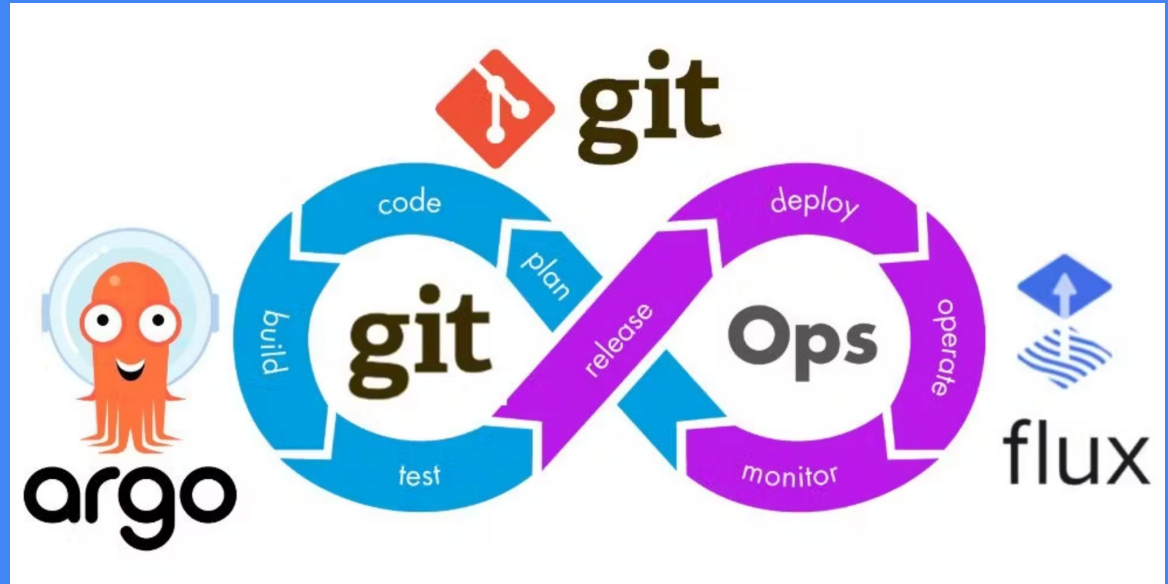 git
code
plan
build
git
test
release
deploy
Ops
operate
monitor
argo
flux